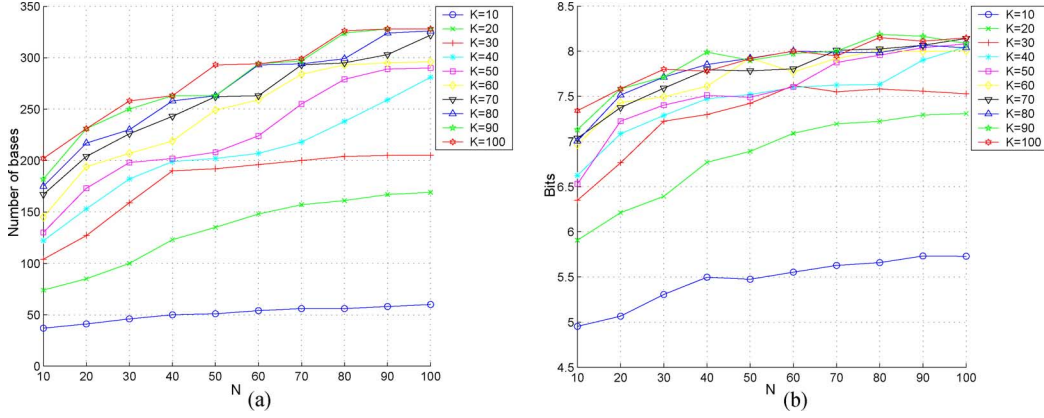 350
300
250
200
150
100
50
0
Number of bases
10 20 30 40 50 60 70 80 90 100
N
K=10
K=20
K=30
K=40
K=50
K=60
K=70
K=80
K=90
K=100
(a)
8.5
8
7.5
7
6.5
6
5.5
5
4.5
Bits
10 20 30 40 50 60 70 80 90 100
N
K=10
K=20
K=30
K=40
K=50
K=60
K=70
K=80
K=90
K=100
(b)